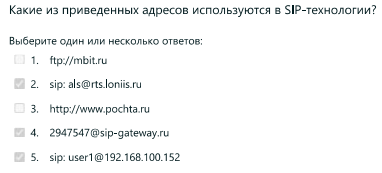 Какие из приведенных адресов используются в SIP-технологии?
Выберите один или несколько ответов:
1. ftp://mbit.ru
2. sip: als@rts.loniis.ru
3. http://www.pochta.ru
4. 2947547@sip-gateway.ru
5. sip: user1@192.168.100.152